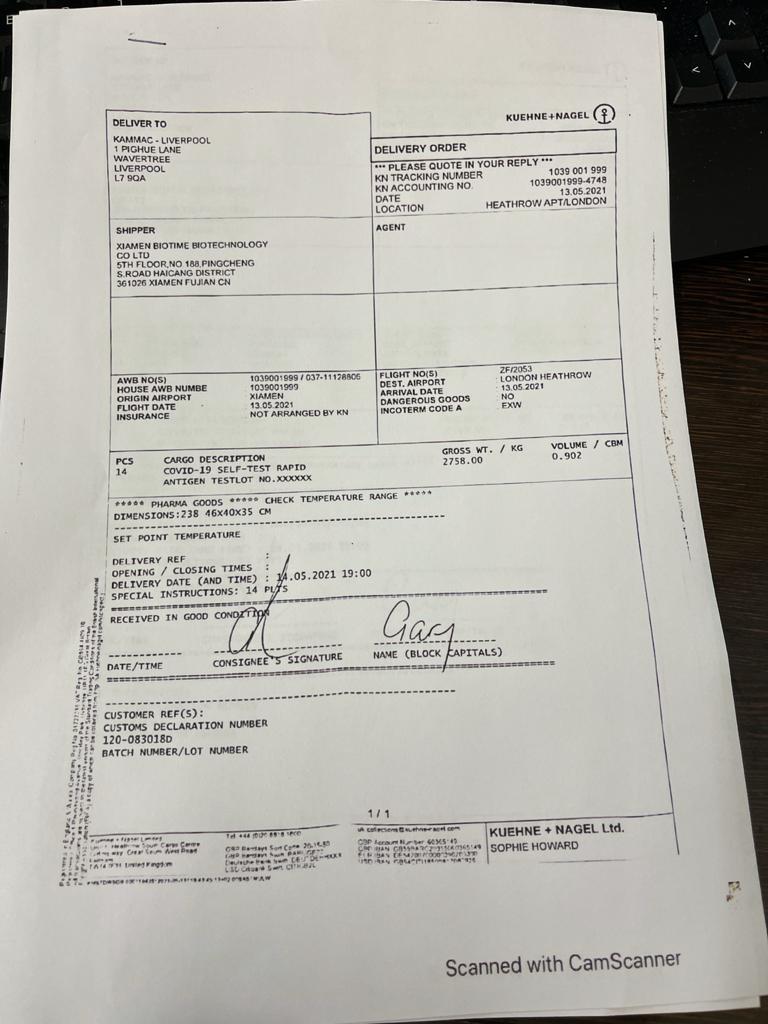 KUEHNE+NAGEL
DELIVER TO
KAMMAC - LIVERPOOL
1 PIGHUE LANE
WAVERTREE
LIVERPOOL
L7 9QA
DELIVERY ORDER
*** PLEASE QUOTE IN YOUR REPLY ***
KN TRACKING NUMBER 1039 001 999
KN ACCOUNTING NO. 1039001999-4748
DATE 13.05.2021
LOCATION HEATHROW APT/LONDON
SHIPPER
XIAMEN BIOTIME BIOTECHNOLOGY
CO LTD
5TH FLOOR,NO 188,PINGCHENG
S.ROAD HAICANG DISTRICT
361026 XIAMEN FUJIAN CN
AGENT
AWB NO(S) 1039001999 / 037-11128806
HOUSE AWB NUMBE 1039001999
ORIGIN AIRPORT XIAMEN
FLIGHT DATE 13.05.2021
INSURANCE NOT ARRANGED BY KN
FLIGHT NO(S) ZF/2053
DEST. AIRPORT LONDON HEATHROW
ARRIVAL DATE 13.05.2021
DANGEROUS GOODS NO
INCOTERM CODE A EXW
PCS CARGO DESCRIPTION GROSS WT. / KG VOLUME / CBM
14 COVID-19 SELF-TEST RAPID 2758.00 0.902
ANTIGEN TESTLOT NO.XXXXXX
***** PHARMA GOODS ***** CHECK TEMPERATURE RANGE *****
DIMENSIONS:238 46X40X35 CM
SET POINT TEMPERATURE
DELIVERY REF :
OPENING / CLOSING TIMES :
DELIVERY DATE (AND TIME) : 14.05.2021 19:00
SPECIAL INSTRUCTIONS: 14 PLTS
RECEIVED IN GOOD CONDITION
Gary
DATE/TIME CONSIGNEE'S SIGNATURE NAME (BLOCK CAPITALS)
CUSTOMER REF(S):
CUSTOMS DECLARATION NUMBER
120-083018D
BATCH NUMBER/LOT NUMBER
1 / 1
KUEHNE + NAGEL Ltd.
SOPHIE HOWARD
United Kingdom
Scanned with CamScanner